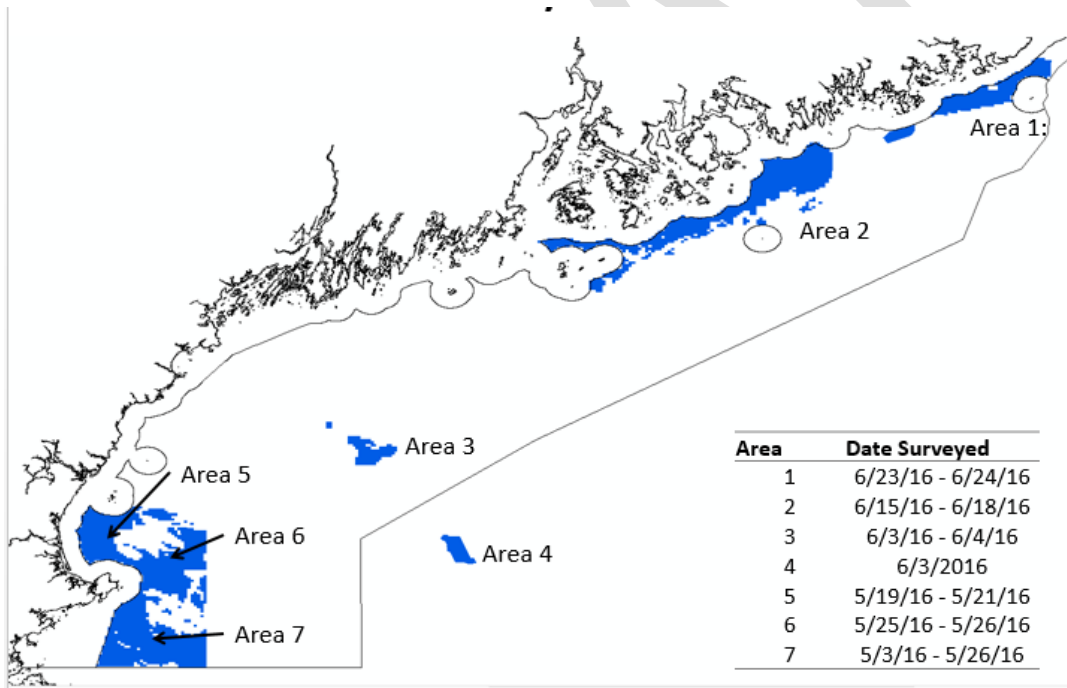 Area 1:
Area 2
Area 3
Area 5
Area 6
Area 4
Area 7
Area Date Surveyed
1 6/23/16 - 6/24/16
2 6/15/16 - 6/18/16
3 6/3/16 - 6/4/16
4 6/3/2016
5 5/19/16 - 5/21/16
6 5/25/16 - 5/26/16
7 5/3/16 - 5/26/16